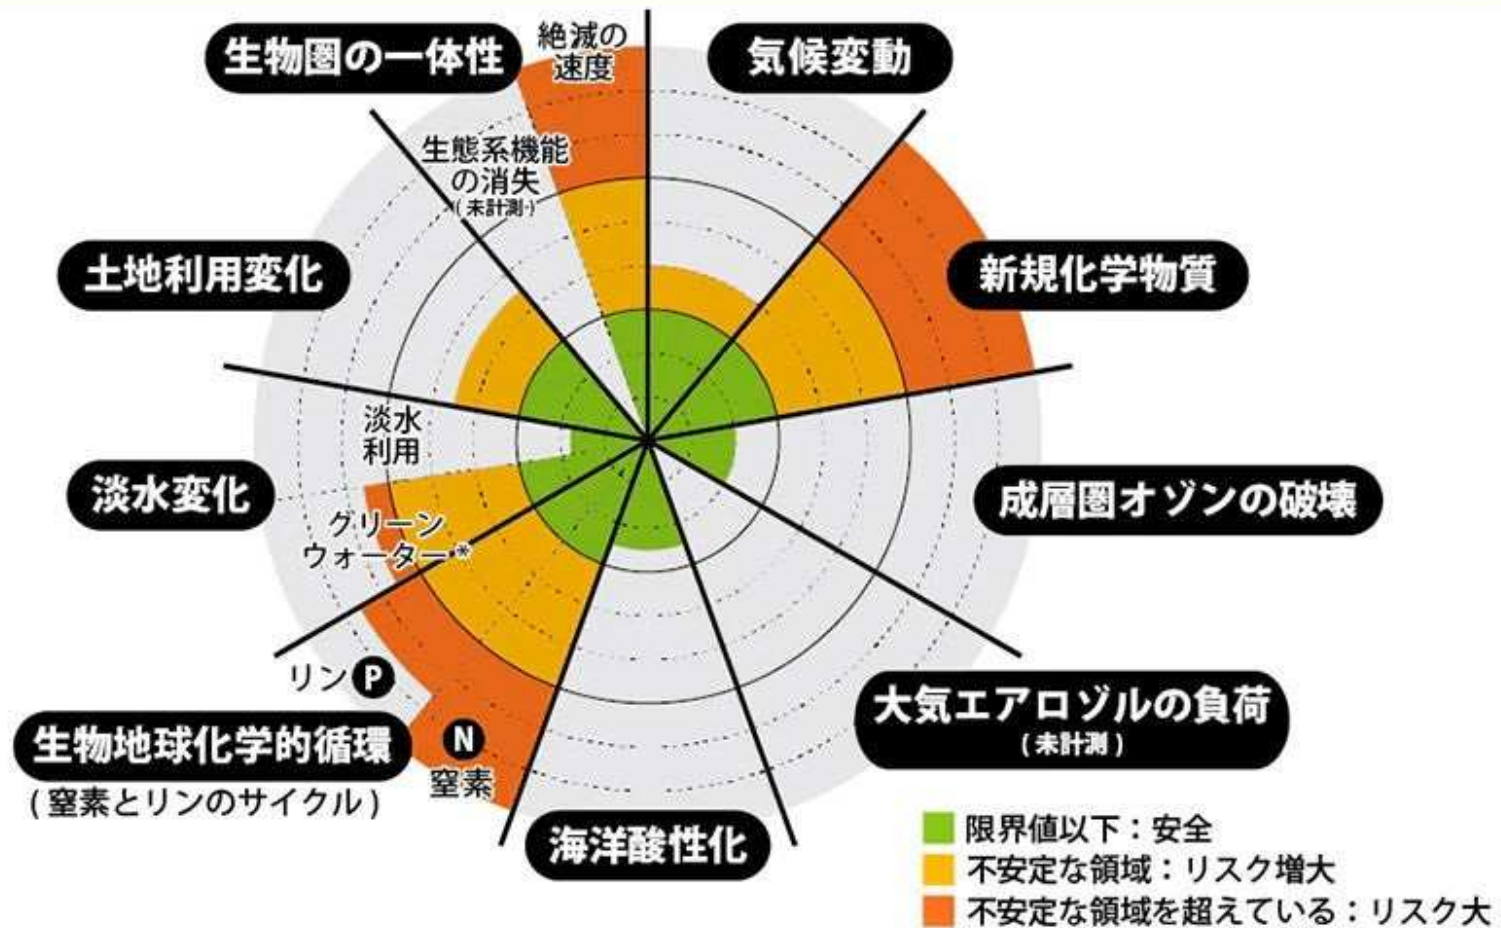 生物圏の一体性
絶滅の
速度
気候変動
生態系機能
の消失
(未計測)
土地利用変化
新規化学物質
淡水
利用
淡水変化
成層圏オゾンの破壊
グリーン
ウォーター*
リン P
大気エアロゾルの負荷
(未計測)
生物地球化学的循環
(窒素とリンのサイクル)
N
窒素
海洋酸性化
限界値以下:安全
不安定な領域:リスク増大
不安定な領域を超えている:リスク大